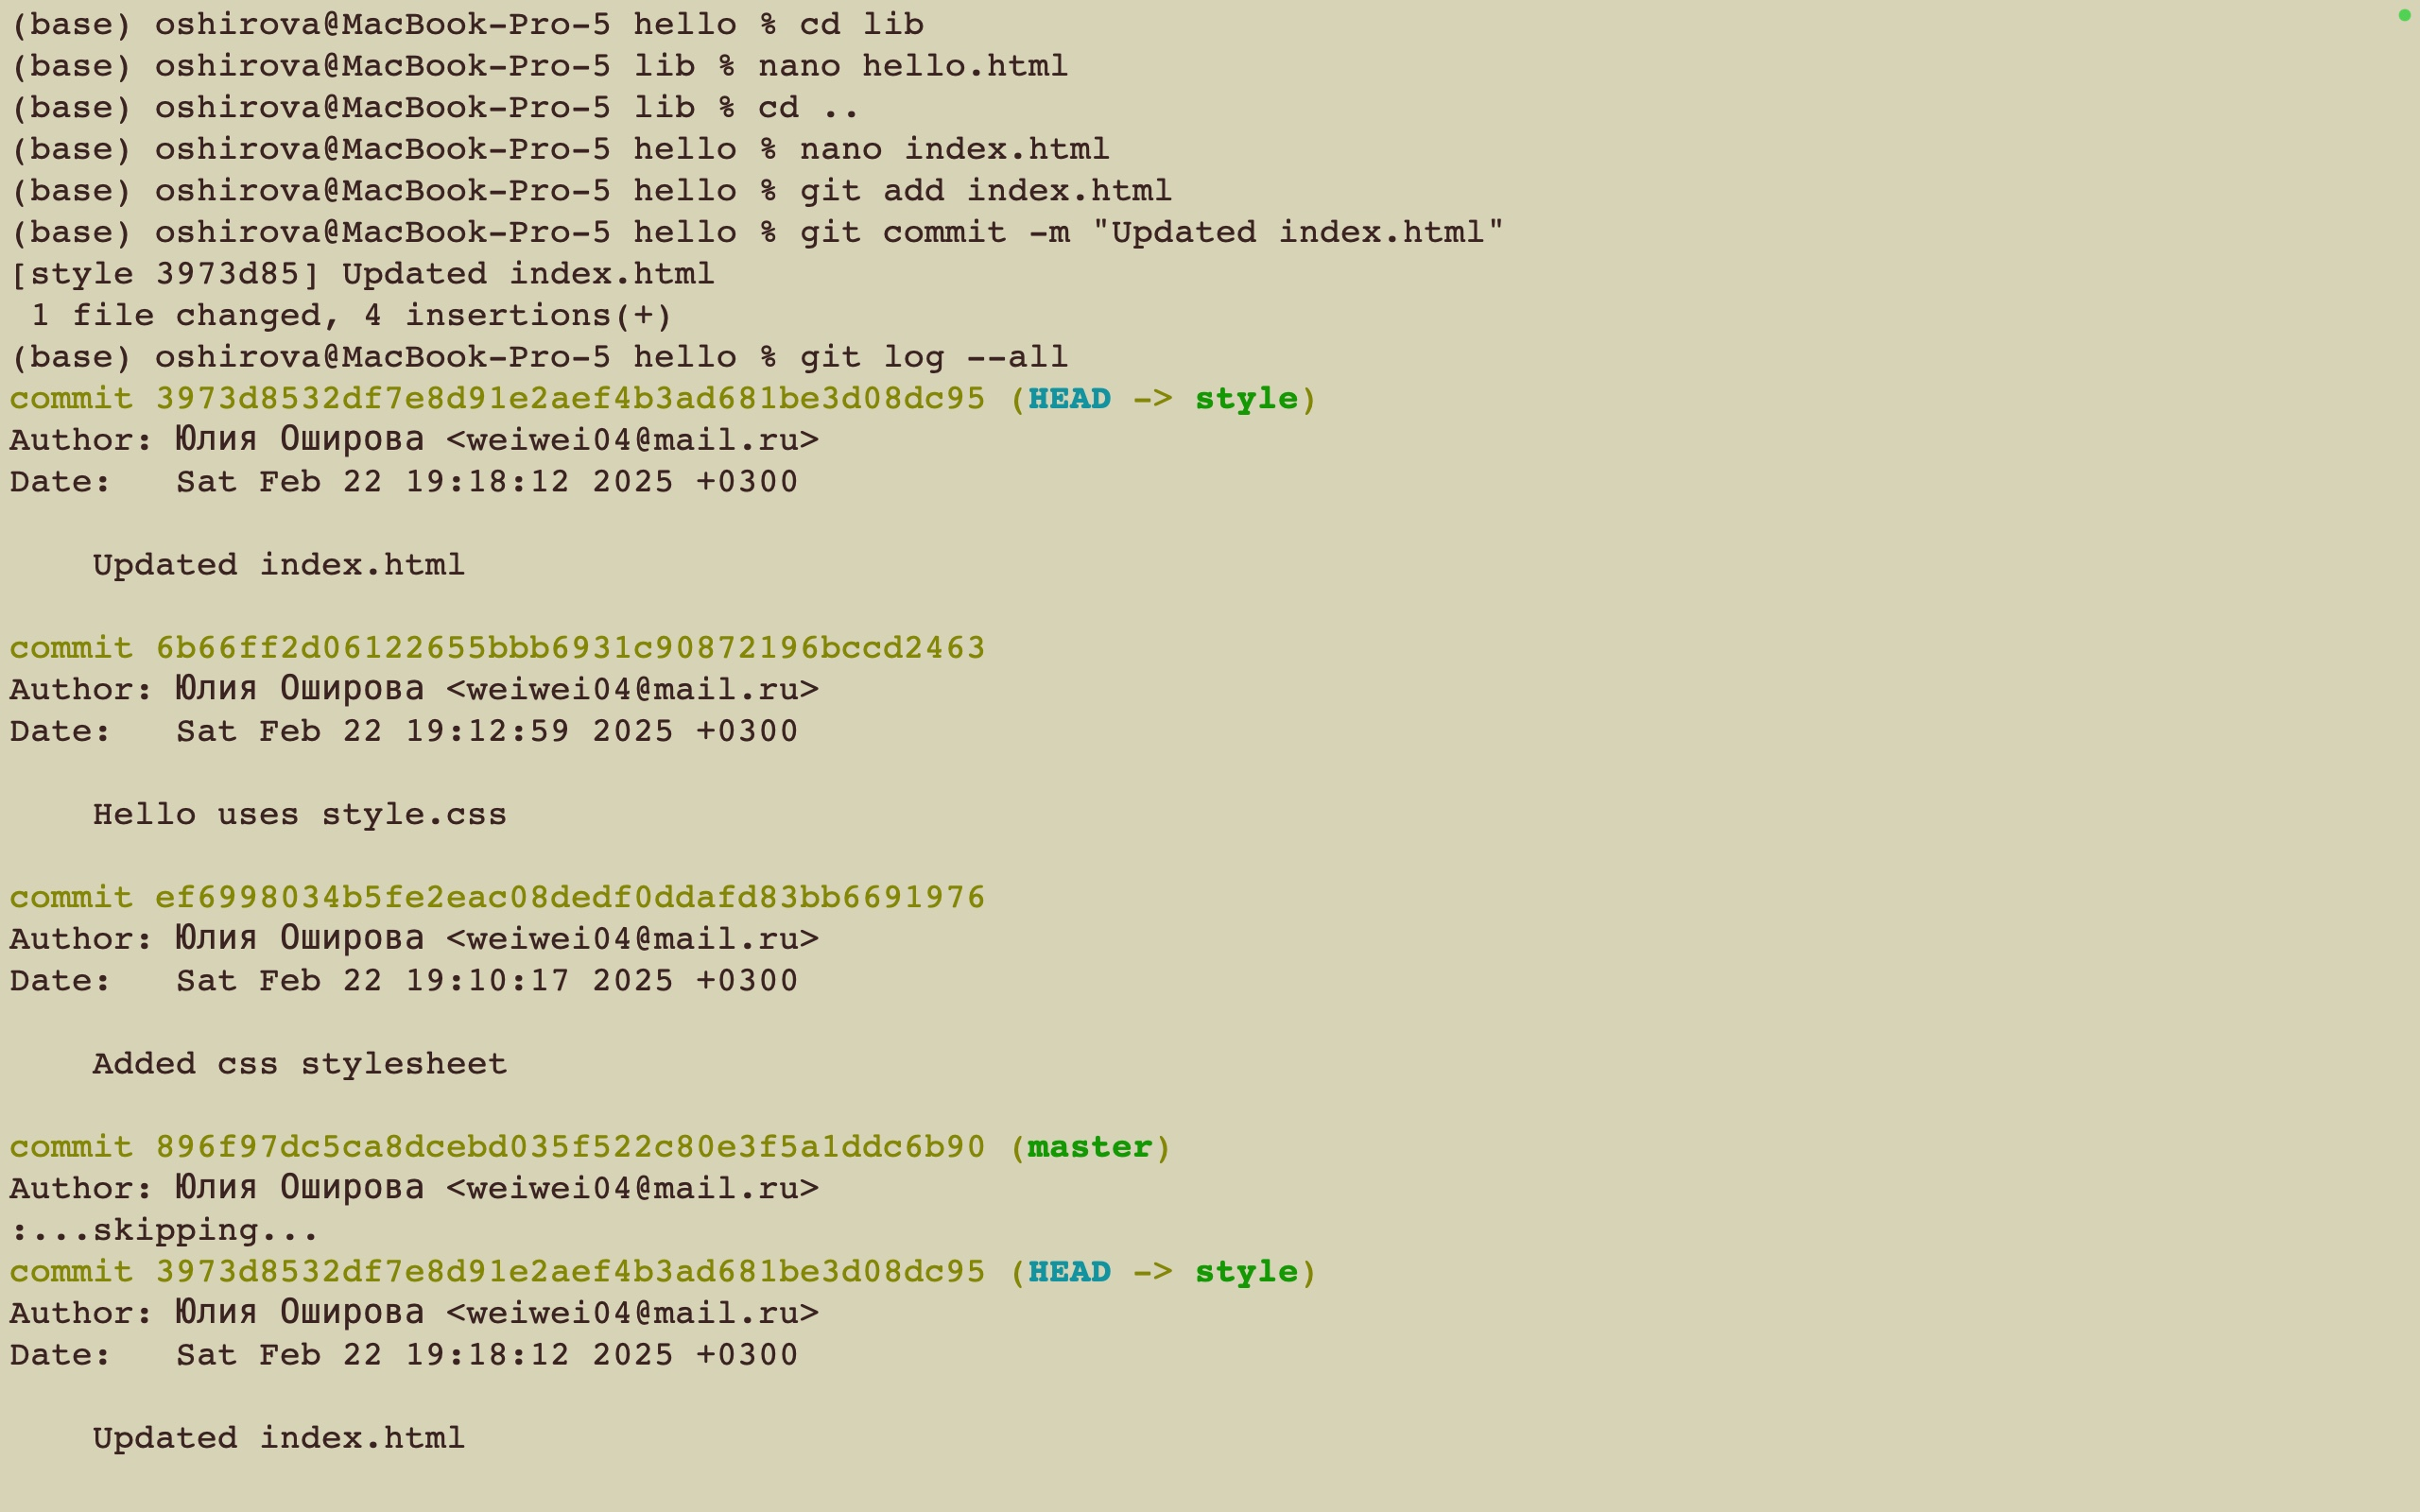 (base) oshirova@MacBook-Pro-5 hello % cd lib
(base) oshirova@MacBook-Pro-5 lib % nano hello.html
(base) oshirova@MacBook-Pro-5 lib % cd ..
(base) oshirova@MacBook-Pro-5 hello % nano index.html
(base) oshirova@MacBook-Pro-5 hello % git add index.html
(base) oshirova@MacBook-Pro-5 hello % git commit -m "Updated index.html"
[style 3973d85] Updated index.html
 1 file changed, 4 insertions(+)
(base) oshirova@MacBook-Pro-5 hello % git log --all
commit 3973d8532df7e8d91e2aef4b3ad681be3d08dc95 (HEAD -> style)
Author: Юлия Оширова <weiwei04@mail.ru>
Date:   Sat Feb 22 19:18:12 2025 +0300
    Updated index.html
commit 6b66ff2d06122655bbb6931c90872196bccd2463
Author: Юлия Оширова <weiwei04@mail.ru>
Date:   Sat Feb 22 19:12:59 2025 +0300
    Hello uses style.css
commit ef6998034b5fe2eac08dedf0ddafd83bb6691976
Author: Юлия Оширова <weiwei04@mail.ru>
Date:   Sat Feb 22 19:10:17 2025 +0300
    Added css stylesheet
commit 896f97dc5ca8dcebd035f522c80e3f5a1ddc6b90 (master)
Author: Юлия Оширова <weiwei04@mail.ru>
:...skipping...
commit 3973d8532df7e8d91e2aef4b3ad681be3d08dc95 (HEAD -> style)
Author: Юлия Оширова <weiwei04@mail.ru>
Date:   Sat Feb 22 19:18:12 2025 +0300
    Updated index.html